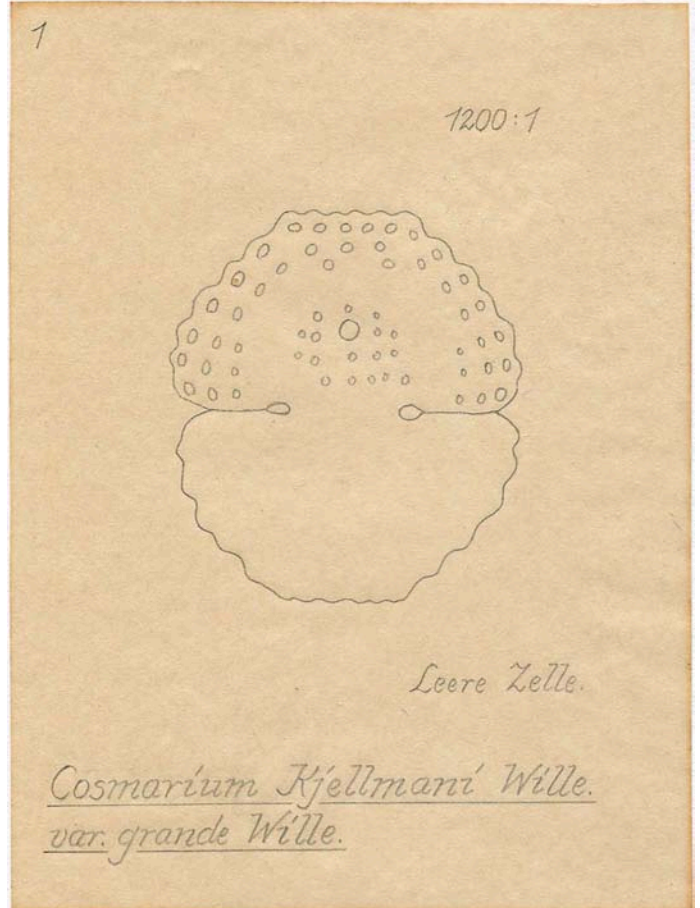 1
1200:1
Leere Zelle.
Cosmarium Kjellmani Wille.
var. grande Wille.